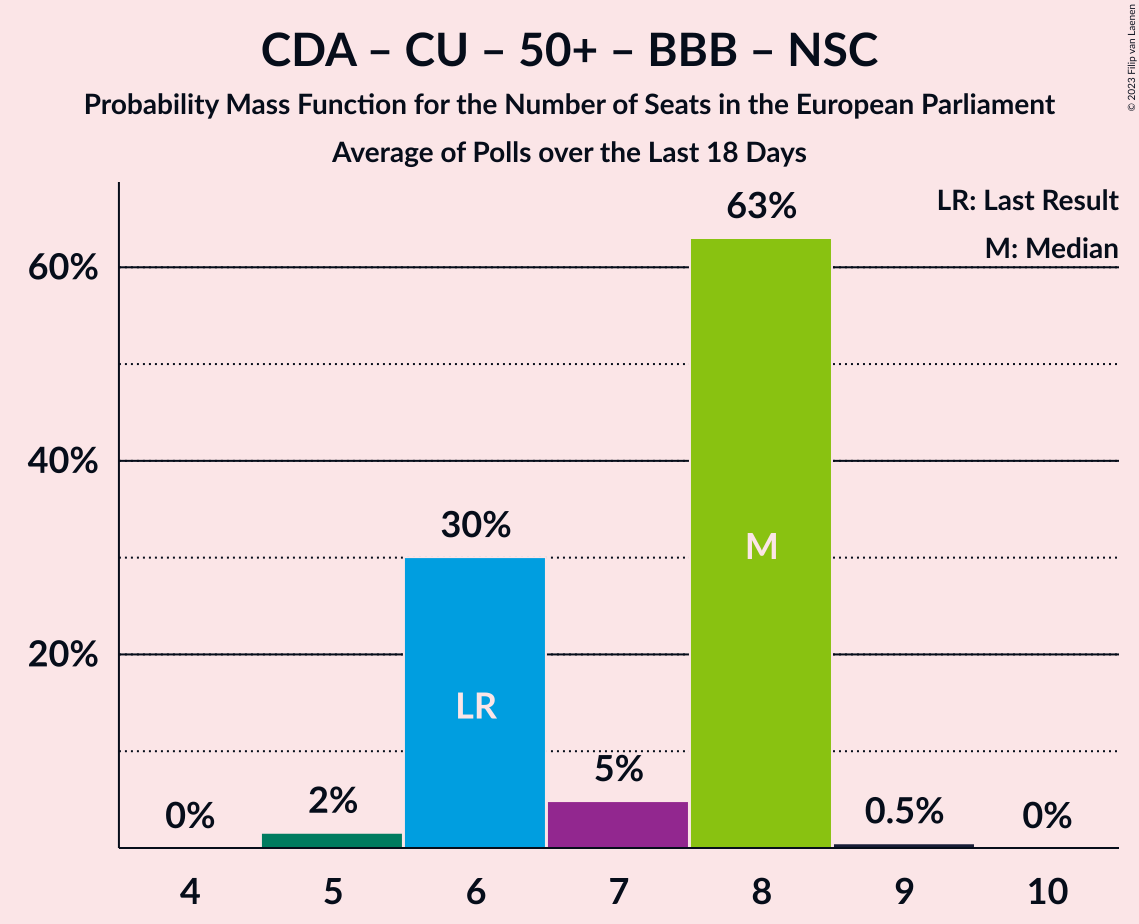 CDA – CU – 50+ – BBB – NSC
Probability Mass Function for the Number of Seats in the European Parliament
Average of Polls over the Last 18 Days
© 2023 Filip van Laenen
LR: Last Result
M: Median
63%
60%
M
40%
30%
LR
20%
5%
2%
0%
0.5%
0%
4 5 6 7 8 9 10